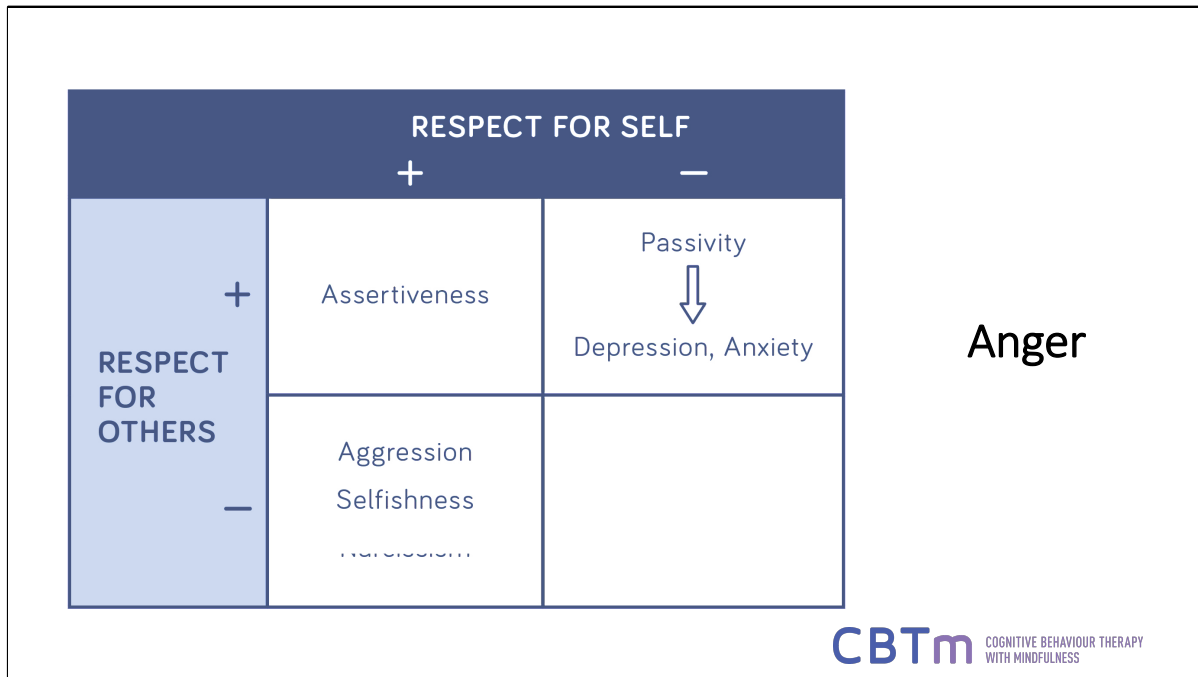 RESPECT FOR SELF
+ −
RESPECT
FOR
OTHERS
+
Assertiveness
Passivity
Depression, Anxiety
−
Aggression
Selfishness
Anger
CBTm COGNITIVE BEHAVIOUR THERAPY
WITH MINDFULNESS